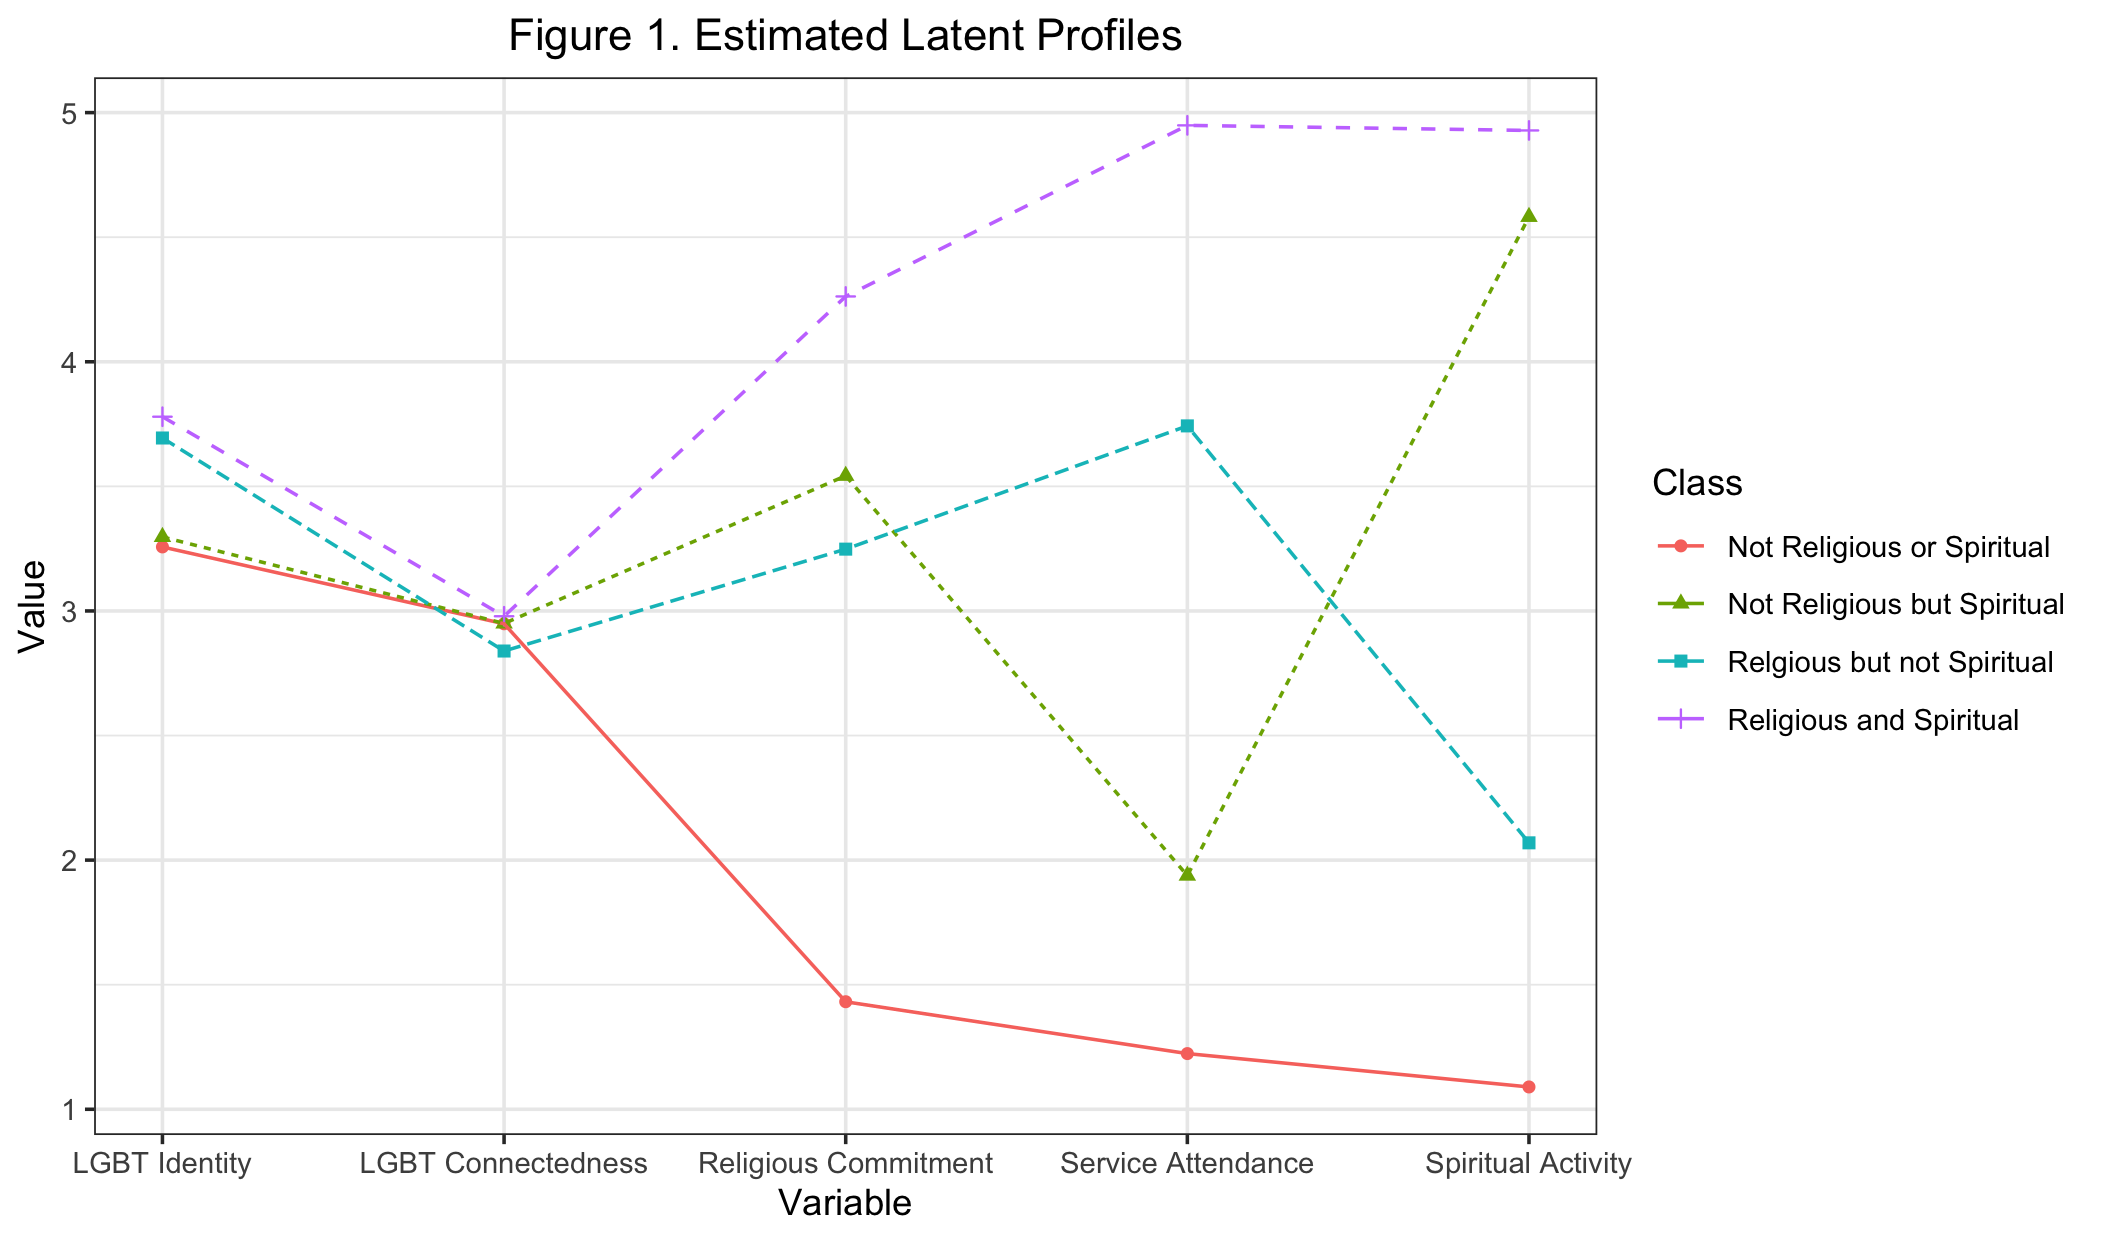 Figure 1. Estimated Latent Profiles
5
4
3
2
1
Value
LGBT Identity
LGBT Connectedness
Religious Commitment
Service Attendance
Spiritual Activity
Variable
Class
Not Religious or Spiritual
Not Religious but Spiritual
Relgious but not Spiritual
Religious and Spiritual